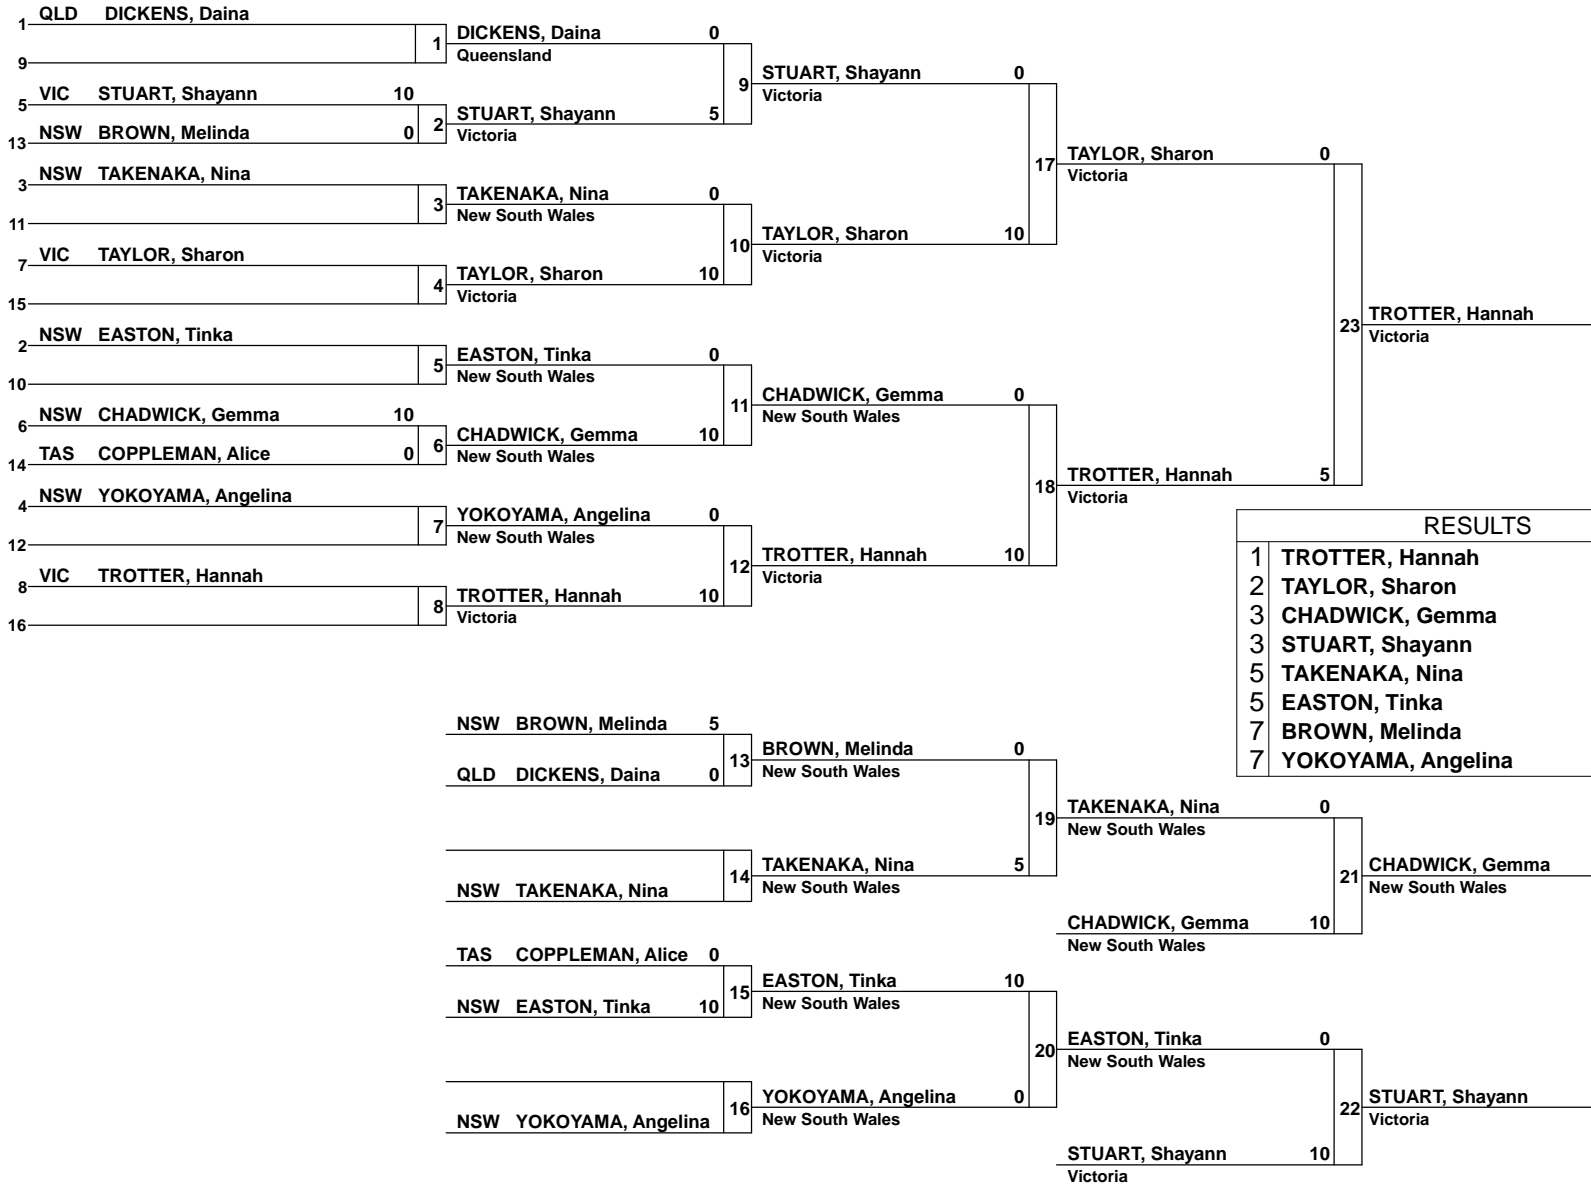 1 QLD DICKENS, Daina
9
1 DICKENS, Daina 0
Queensland
5 VIC STUART, Shayann 10
13 NSW BROWN, Melinda 0
2 STUART, Shayann 5
Victoria
9 STUART, Shayann 0
Victoria
3 NSW TAKENAKA, Nina
11
3 TAKENAKA, Nina 0
New South Wales
7 VIC TAYLOR, Sharon
15
4 TAYLOR, Sharon 10
Victoria
10 TAYLOR, Sharon 10
Victoria
17 TAYLOR, Sharon 0
Victoria
2 NSW EASTON, Tinka
10
5 EASTON, Tinka 0
New South Wales
6 NSW CHADWICK, Gemma 10
14 TAS COPPLEMAN, Alice 0
6 CHADWICK, Gemma 10
New South Wales
11 CHADWICK, Gemma 0
New South Wales
4 NSW YOKOYAMA, Angelina
12
7 YOKOYAMA, Angelina 0
New South Wales
8 VIC TROTTER, Hannah
16
8 TROTTER, Hannah 10
Victoria
12 TROTTER, Hannah 10
Victoria
18 TROTTER, Hannah 5
Victoria
23 TROTTER, Hannah
Victoria
RESULTS
1 TROTTER, Hannah
2 TAYLOR, Sharon
3 CHADWICK, Gemma
3 STUART, Shayann
5 TAKENAKA, Nina
5 EASTON, Tinka
7 BROWN, Melinda
7 YOKOYAMA, Angelina
NSW BROWN, Melinda 5
QLD DICKENS, Daina 0
13 BROWN, Melinda 0
New South Wales
NSW TAKENAKA, Nina
14 TAKENAKA, Nina 5
New South Wales
19 TAKENAKA, Nina 0
New South Wales
CHADWICK, Gemma 10
New South Wales
21 CHADWICK, Gemma
New South Wales
TAS COPPLEMAN, Alice 0
NSW EASTON, Tinka 10
15 EASTON, Tinka 10
New South Wales
NSW YOKOYAMA, Angelina
16 YOKOYAMA, Angelina 0
New South Wales
20 EASTON, Tinka 0
New South Wales
STUART, Shayann 10
Victoria
22 STUART, Shayann
Victoria